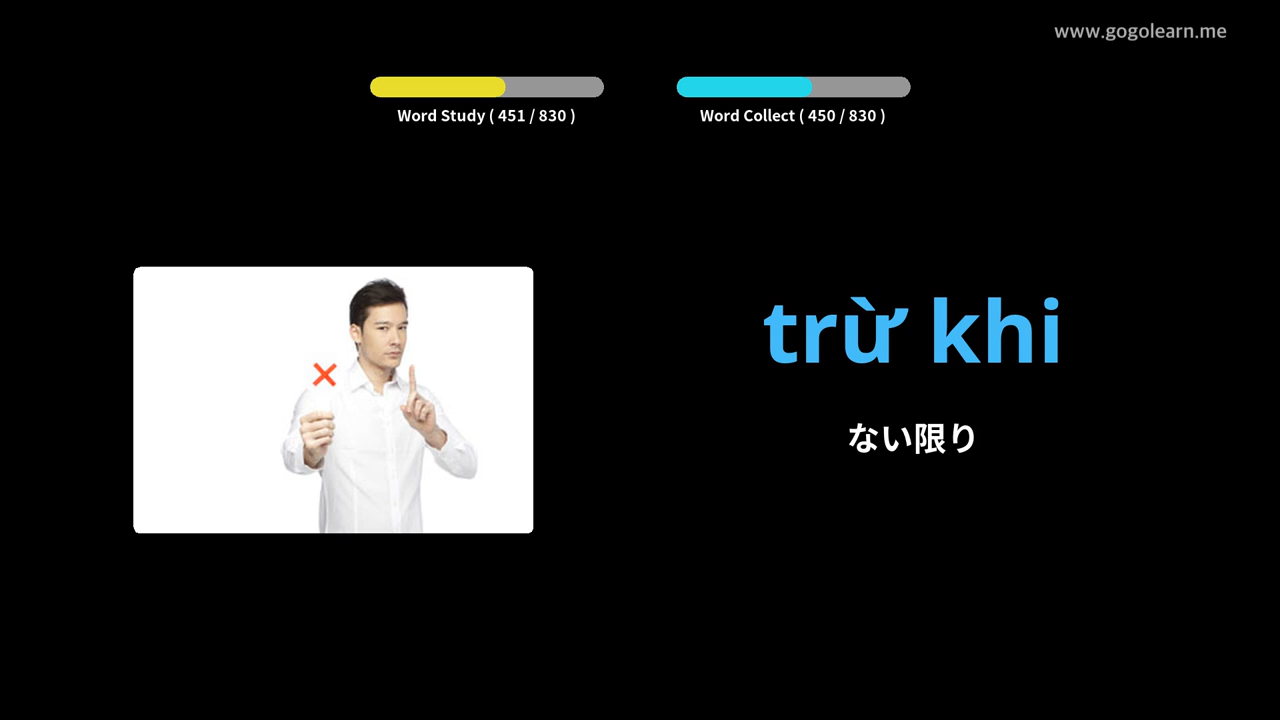 www.gogolearn.me
Word Study ( 451 / 830 )
Word Collect ( 450 / 830 )
trừ khi
ない限り